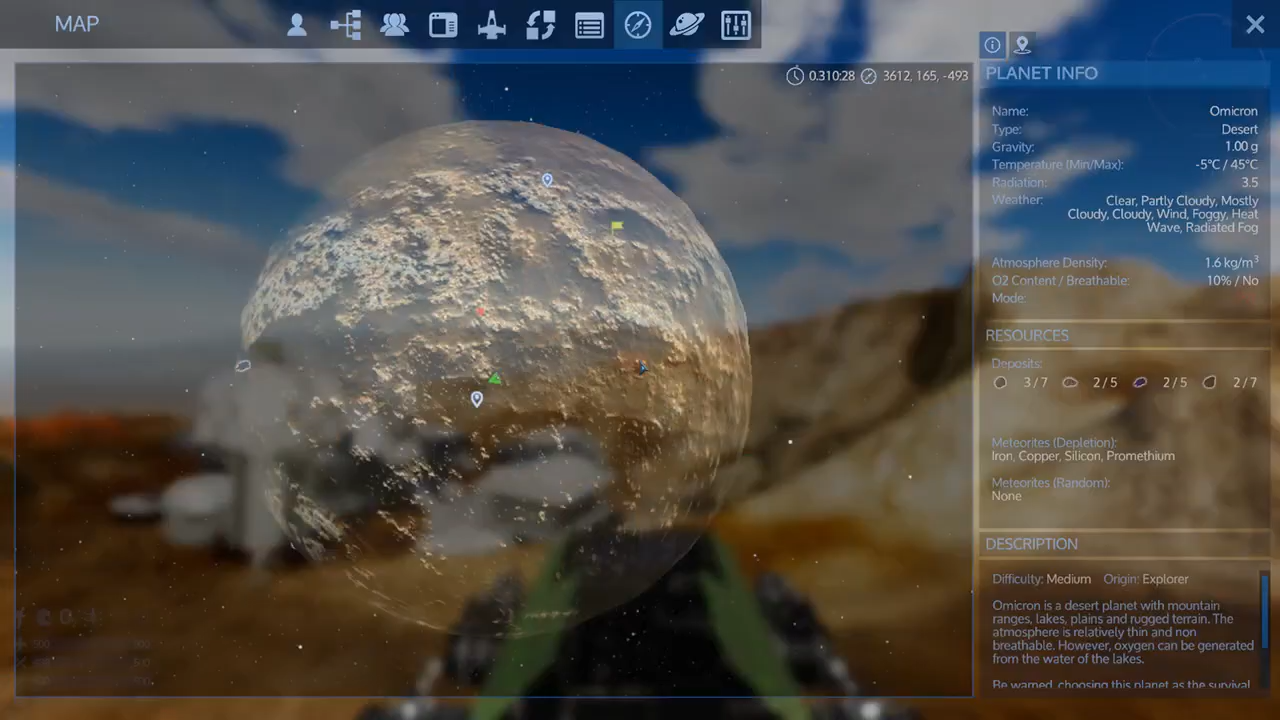 MAP
0.310:28 3612, 165, -493
PLANET INFO
Name: Omicron
Type: Desert
Gravity: 1.00 g
Temperature (Min/Max): -5°C / 45°C
Radiation: 3.5
Weather: Clear, Partly Cloudy, Mostly
Cloudy, Cloudy, Wind, Foggy, Heat
Wave, Radiated Fog
Atmosphere Density: 1.6 kg/m³
O2 Content / Breathable: 10% / No
Mode:
RESOURCES
Deposits:
3 / 7 2 / 5 2 / 5 2 / 7
Meteorites (Depletion):
Iron, Copper, Silicon, Promethium
Meteorites (Random):
None
DESCRIPTION
Difficulty: Medium Origin: Explorer
Omicron is a desert planet with mountain
ranges, lakes, plains and rugged terrain. The
atmosphere is relatively thin and non
breathable. However, oxygen can be generated
from the water of the lakes.
Be warned, choosing this planet as the survival